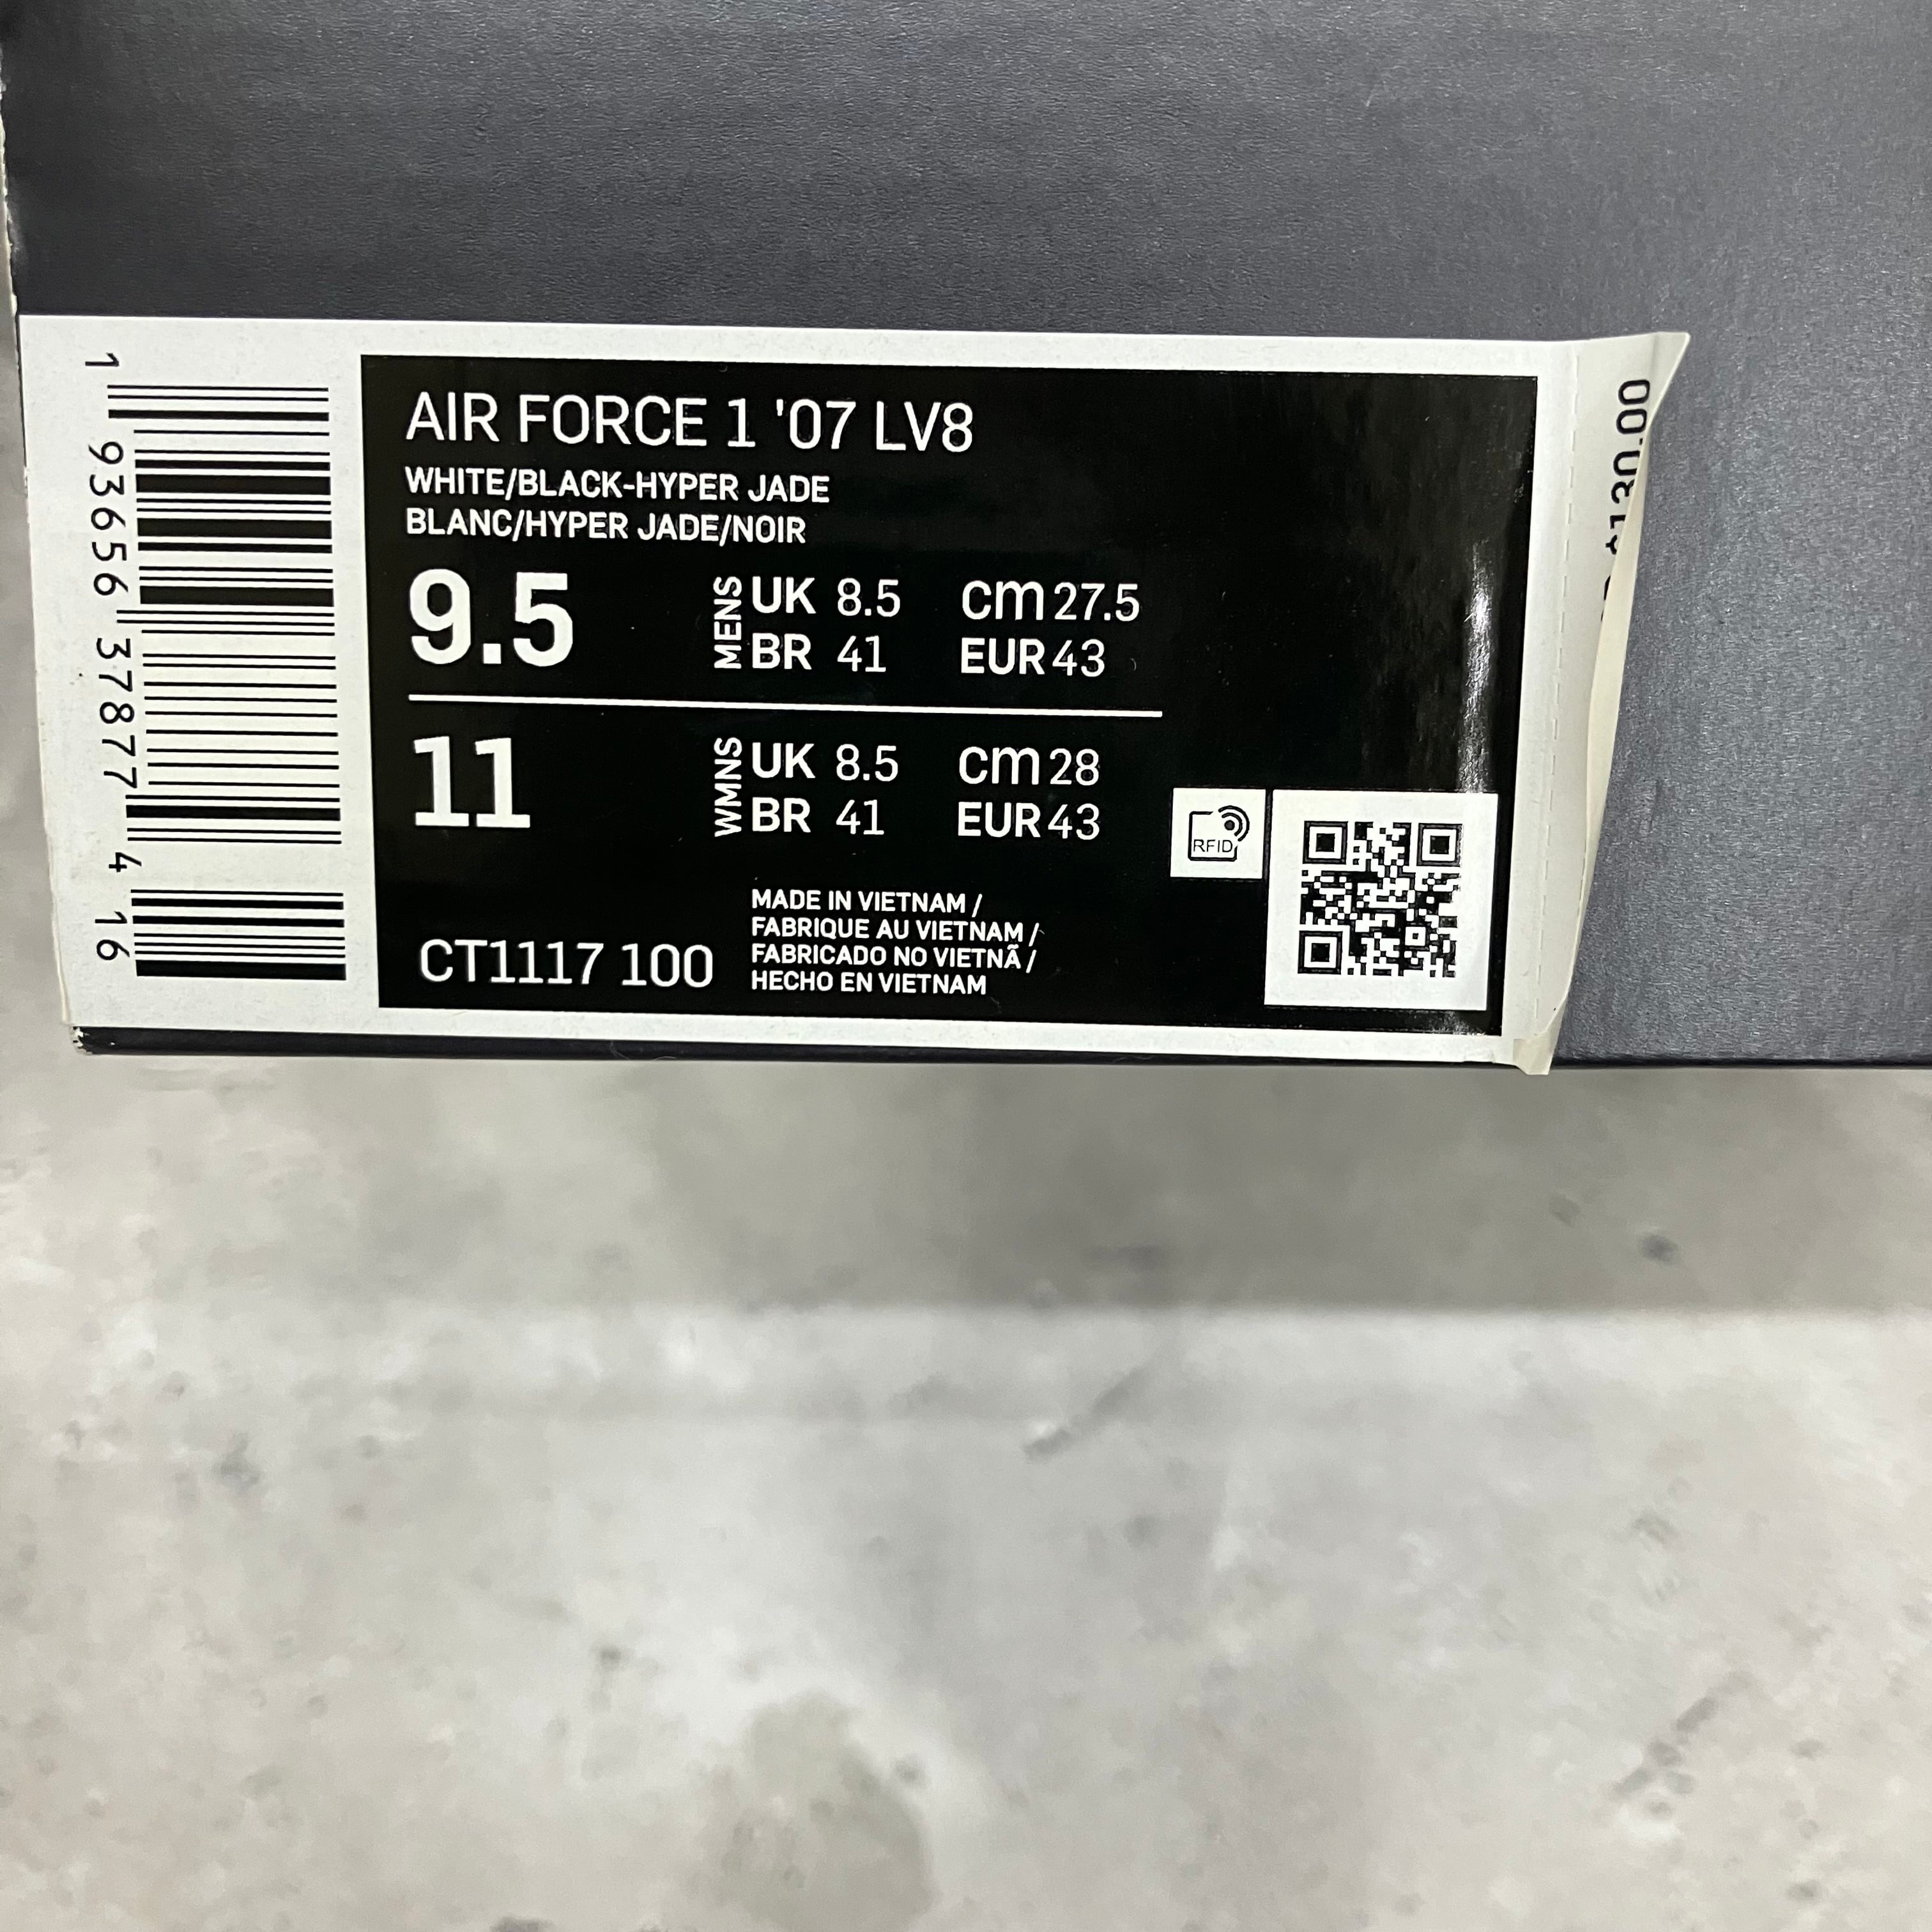 AIR FORCE 1 '07 LV8
WHITE/BLACK-HYPER JADE
BLANC/HYPER JADE/NOIR
9.5
MENS
UK 8.5 cm 27.5
BR 41 EUR 43
11
WMNS
UK 8.5 cm 28
BR 41 EUR 43
CT1117 100
MADE IN VIETNAM /
FABRIQUE AU VIETNAM /
FABRICADO NO VIETNÃ /
HECHO EN VIETNAM
RFID
1 93656 37877 4 16
$130.00